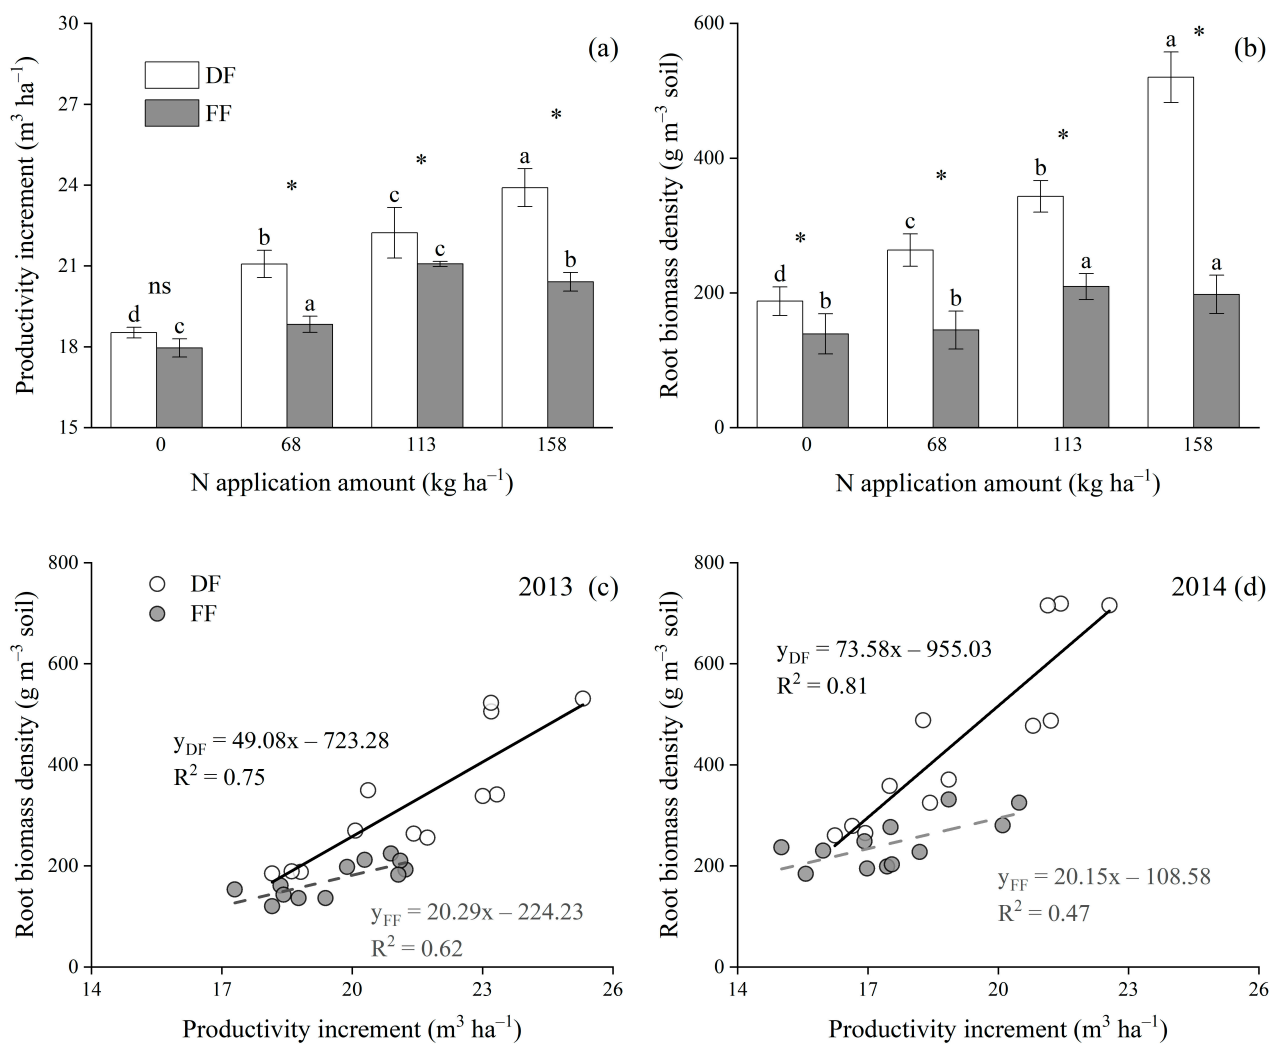 30
27
24
21
18
15
Productivity increment (m³ ha⁻¹)
DF
FF
(a)
ns
*
*
*
d
c
b
a
c
c
a
b
0
68
113
158
N application amount (kg ha⁻¹)
600
400
200
0
Root biomass density (g m⁻³ soil)
(b)
*
*
*
*
d
b
c
b
b
a
a
a
0
68
113
158
N application amount (kg ha⁻¹)
800
600
400
200
0
Root biomass density (g m⁻³ soil)
DF
FF
2013 (c)
y_DF = 49.08x – 723.28
R² = 0.75
y_FF = 20.29x – 224.23
R² = 0.62
14
17
20
23
26
Productivity increment (m³ ha⁻¹)
800
600
400
200
0
Root biomass density (g m⁻³ soil)
2014 (d)
y_DF = 73.58x – 955.03
R² = 0.81
y_FF = 20.15x – 108.58
R² = 0.47
14
17
20
23
26
Productivity increment (m³ ha⁻¹)